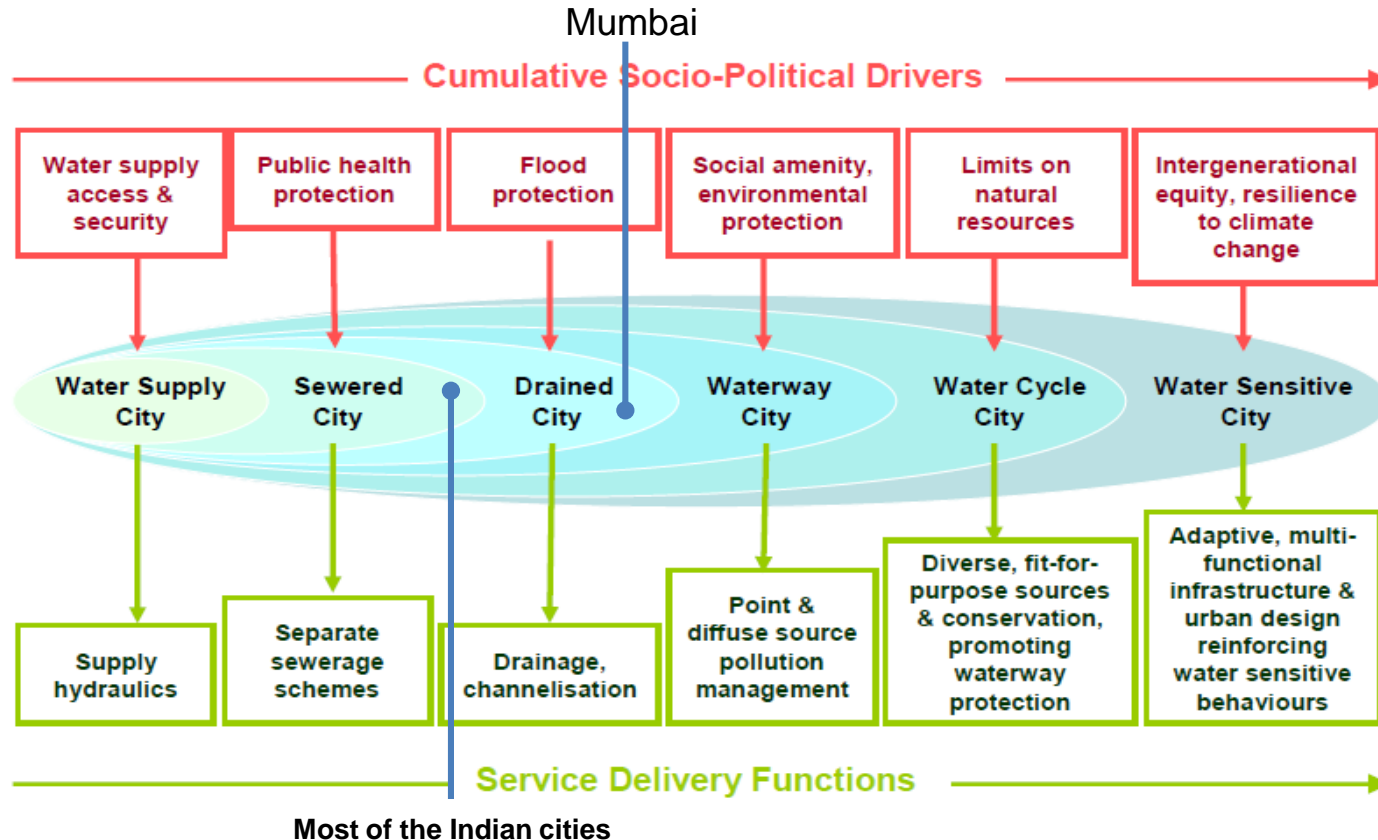 Mumbai
Cumulative Socio-Political Drivers
Water supply
access &
security
Public health
protection
Flood
protection
Social amenity,
environmental
protection
Limits on
natural
resources
Intergenerational
equity, resilience
to climate
change
Water Supply
City
Sewered
City
Drained
City
Waterway
City
Water Cycle
City
Water Sensitive
City
Supply
hydraulics
Separate
sewerage
schemes
Drainage,
channelisation
Point &
diffuse source
pollution
management
Diverse, fit-for-
purpose sources
& conservation,
promoting
waterway
protection
Adaptive, multi-
functional
infrastructure &
urban design
reinforcing
water sensitive
behaviours
Service Delivery Functions
Most of the Indian cities